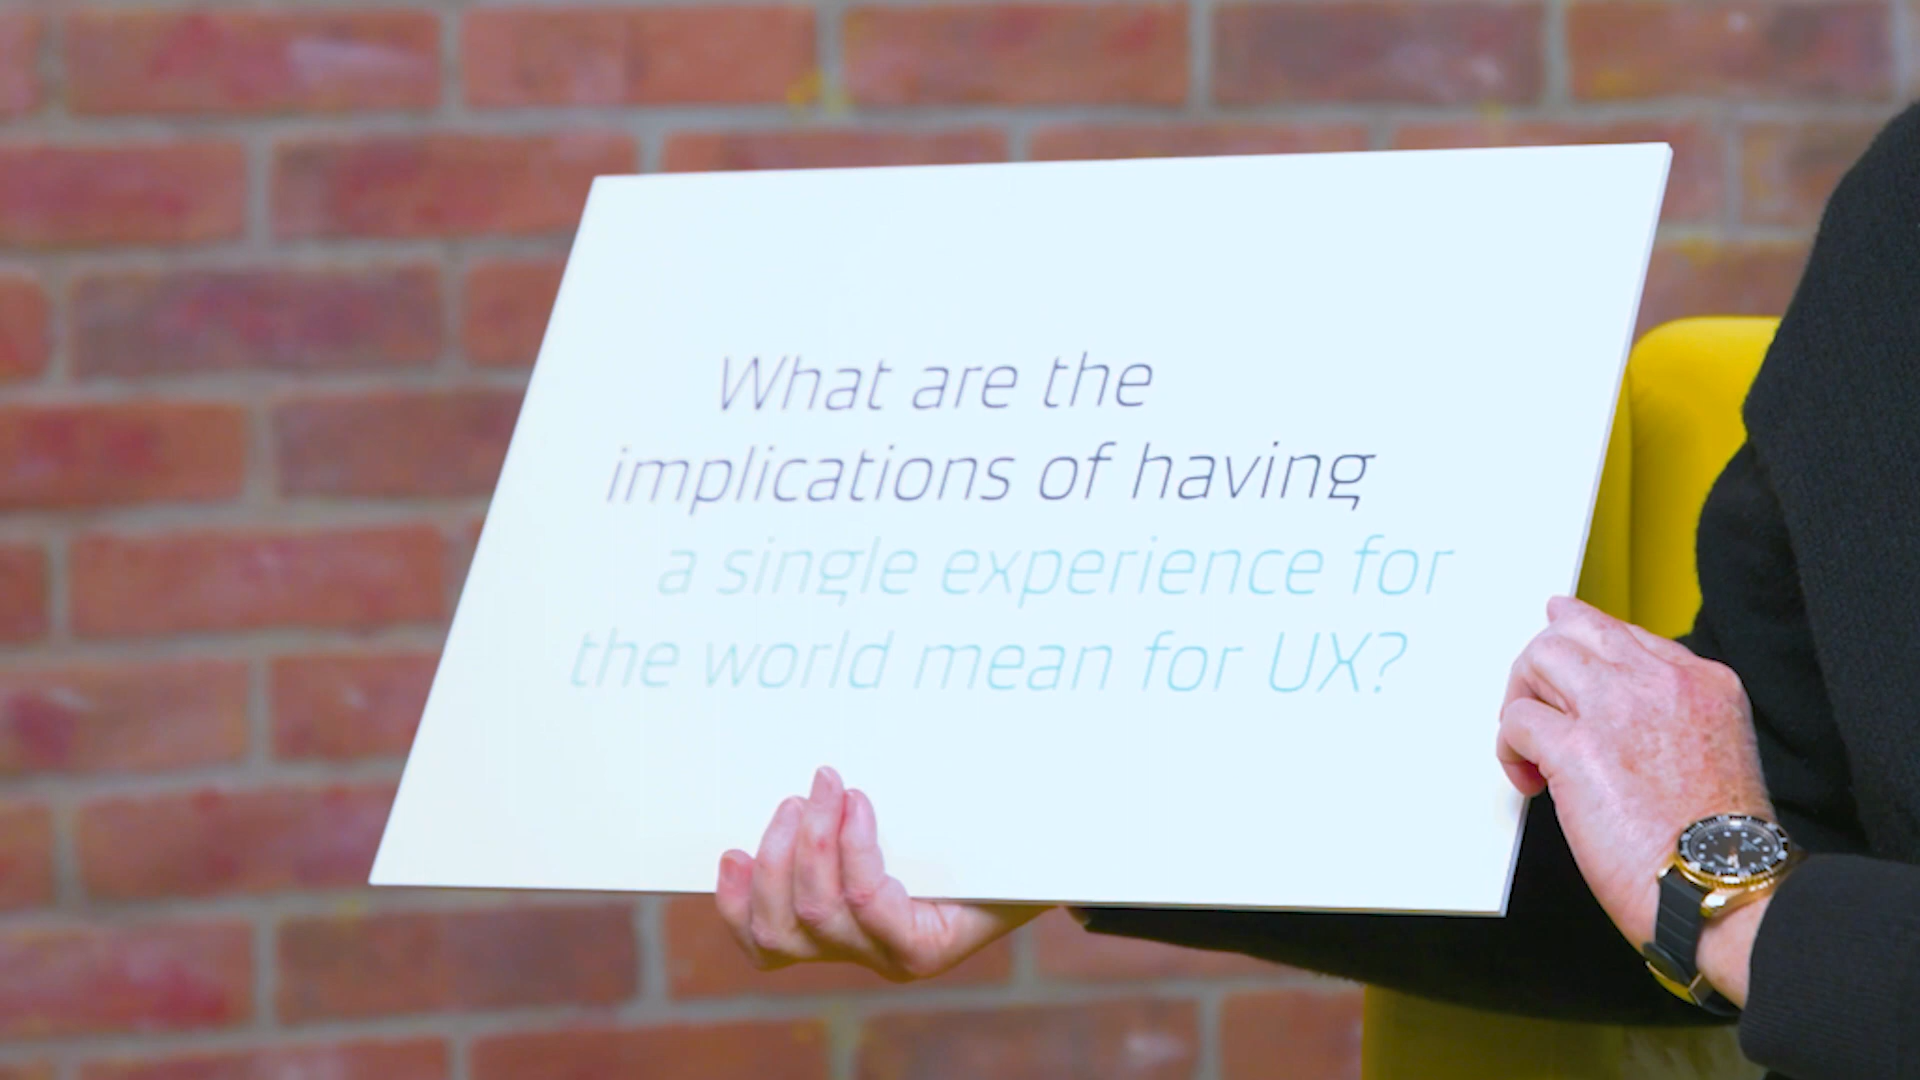 What are the
implications of having
a single experience for
the world mean for UX?